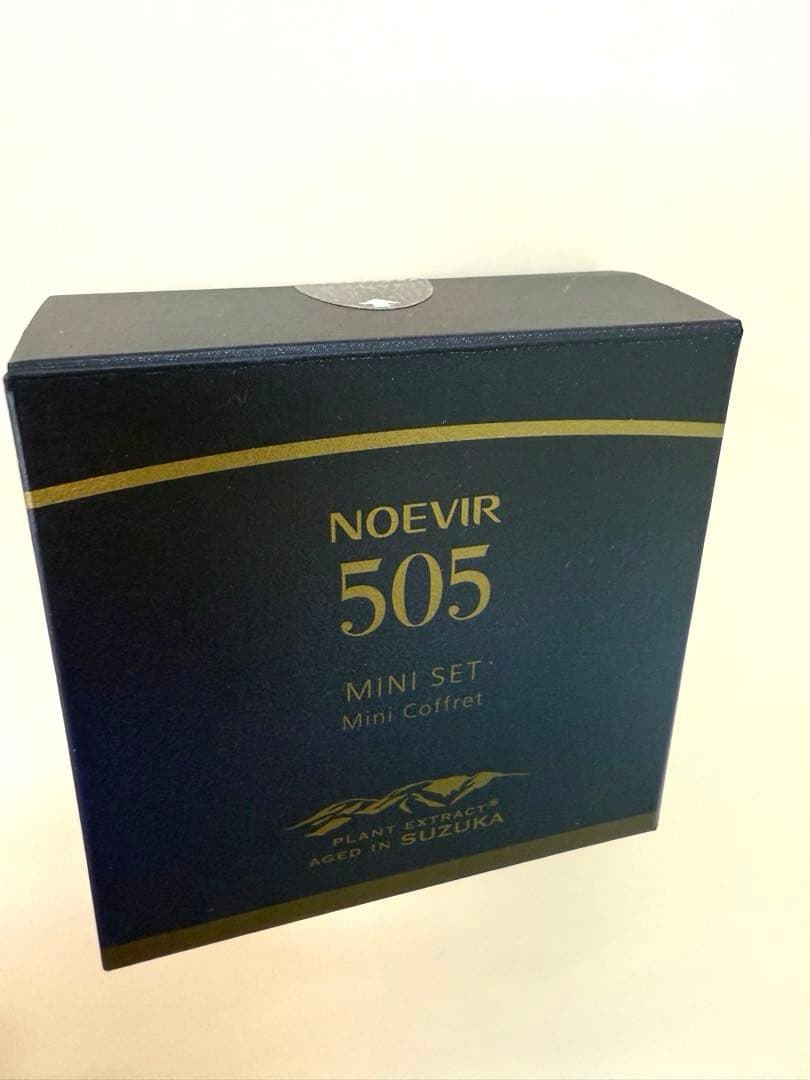 NOEVIR
505
MINI SET
Mini Coffret
PLANT EXTRACT®
AGED IN SUZUKA